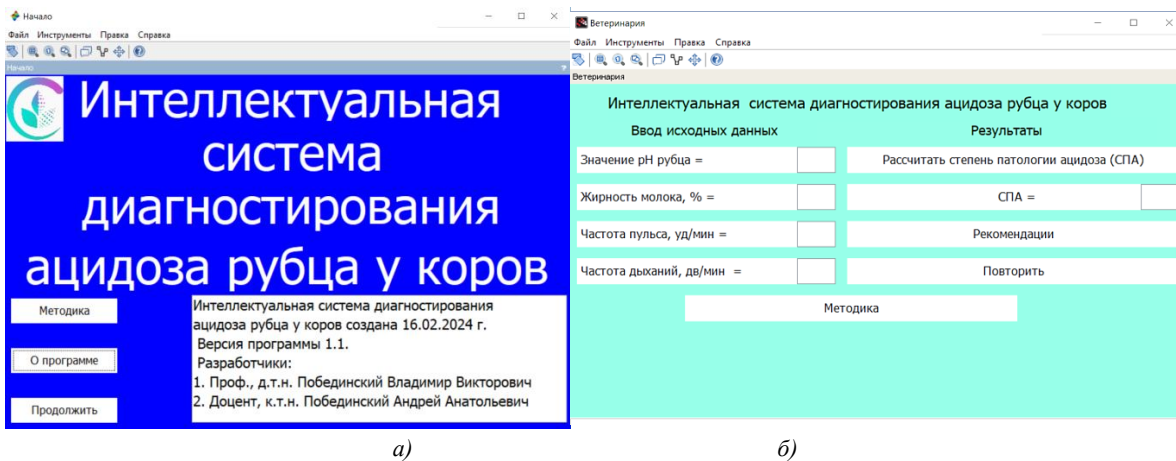 Начало
Файл Инструменты Правка Справка
Начало
?
Интеллектуальная
система
диагностирования
ацидоза рубца у коров
Методика
О программе
Продолжить
Интеллектуальная система диагностирования
ацидоза рубца у коров создана 16.02.2024 г.
Версия программы 1.1.
Разработчики:
1. Проф., д.т.н. Побединский Владимир Викторович
2. Доцент, к.т.н. Побединский Андрей Анатольевич
а)
Ветеринария
Файл Инструменты Правка Справка
Ветеринария
Интеллектуальная система диагностирования ацидоза рубца у коров
Ввод исходных данных Результаты
Значение pH рубца = Рассчитать степень патологии ацидоза (СПА)
Жирность молока, % = СПА =
Частота пульса, уд/мин = Рекомендации
Частота дыханий, дв/мин = Повторить
Методика
б)